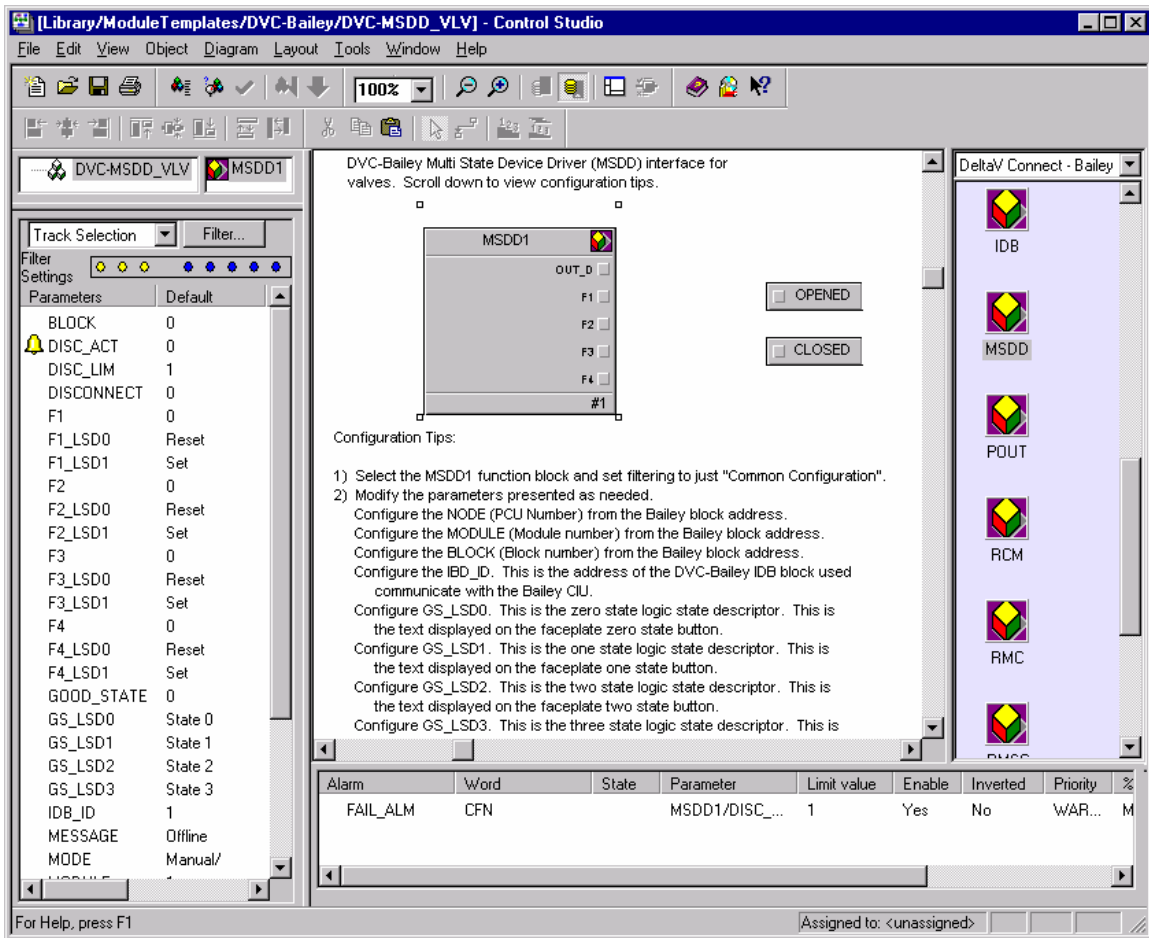 [Library/ModuleTemplates/DVC-Bailey/DVC-MSDD_VLV] - Control Studio
File Edit View Object Diagram Layout Tools Window Help
100%
DVC-MSDD_VLV MSDD1
Track Selection Filter...
Filter
Settings
Parameters Default
BLOCK 0
DISC_ACT 0
DISC_LIM 1
DISCONNECT 0
F1 0
F1_LSD0 Reset
F1_LSD1 Set
F2 0
F2_LSD0 Reset
F2_LSD1 Set
F3 0
F3_LSD0 Reset
F3_LSD1 Set
F4 0
F4_LSD0 Reset
F4_LSD1 Set
GOOD_STATE 0
GS_LSD0 State 0
GS_LSD1 State 1
GS_LSD2 State 2
GS_LSD3 State 3
IDB_ID 1
MESSAGE Offline
MODE Manual/
DVC-Bailey Multi State Device Driver (MSDD) interface for
valves. Scroll down to view configuration tips.
MSDD1
OUT_D
F1
F2
F3
F4
#1
OPENED
CLOSED
Configuration Tips:
1) Select the MSDD1 function block and set filtering to just "Common Configuration".
2) Modify the parameters presented as needed.
Configure the NODE (PCU Number) from the Bailey block address.
Configure the MODULE (Module number) from the Bailey block address.
Configure the BLOCK (Block number) from the Bailey block address.
Configure the IBD_ID. This is the address of the DVC-Bailey IDB block used
communicate with the Bailey CIU.
Configure GS_LSD0. This is the zero state logic state descriptor. This is
the text displayed on the faceplate zero state button.
Configure GS_LSD1. This is the one state logic state descriptor. This is
the text displayed on the faceplate one state button.
Configure GS_LSD2. This is the two state logic state descriptor. This is
the text displayed on the faceplate two state button.
Configure GS_LSD3. This is the three state logic state descriptor. This is
DeltaV Connect - Bailey
IDB
MSDD
POUT
RCM
RMC
Alarm Word State Parameter Limit value Enable Inverted Priority %
FAIL_ALM CFN MSDD1/DISC_... 1 Yes No WAR... M
For Help, press F1
Assigned to: <unassigned>